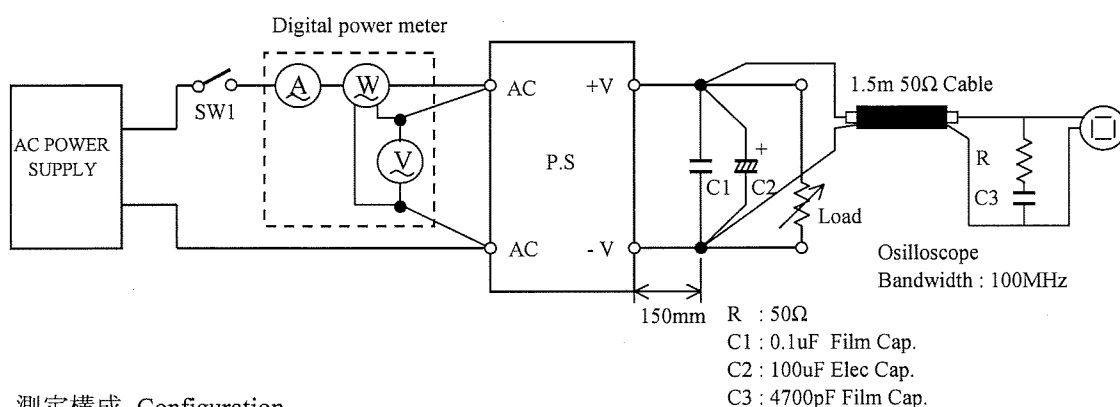 Digital power meter
SW1
A
W
V
AC POWER
SUPPLY
AC
AC
P.S
+V
- V
C1
+
C2
Load
150mm
1.5m 50Ω Cable
R
C3
Osilloscope
Bandwidth : 100MHz
R : 50Ω
C1 : 0.1uF Film Cap.
C2 : 100uF Elec Cap.
C3 : 4700pF Film Cap.
測定構成 Configuration